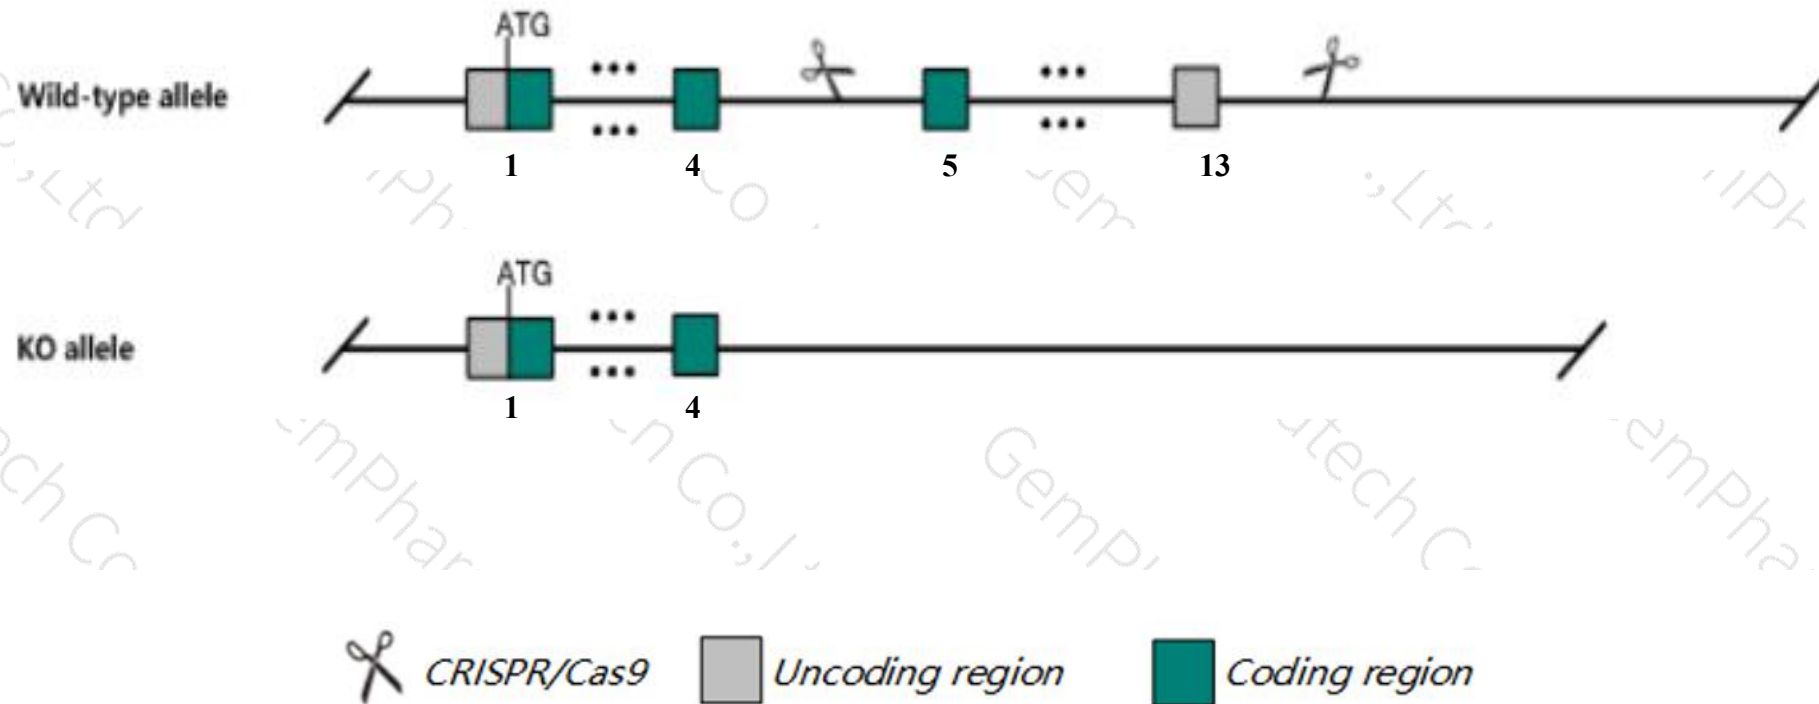 ATG
Wild-type allele
1 4 5 13
ATG
KO allele
1 4
CRISPR/Cas9 Uncoding region Coding region
GemPh